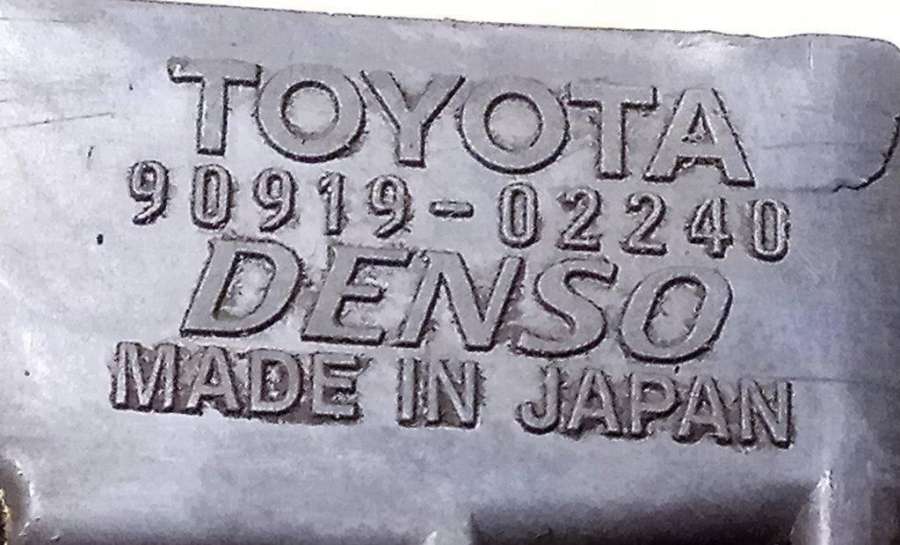 TOYOTA
90919-02240
DENSO
MADE IN JAPAN